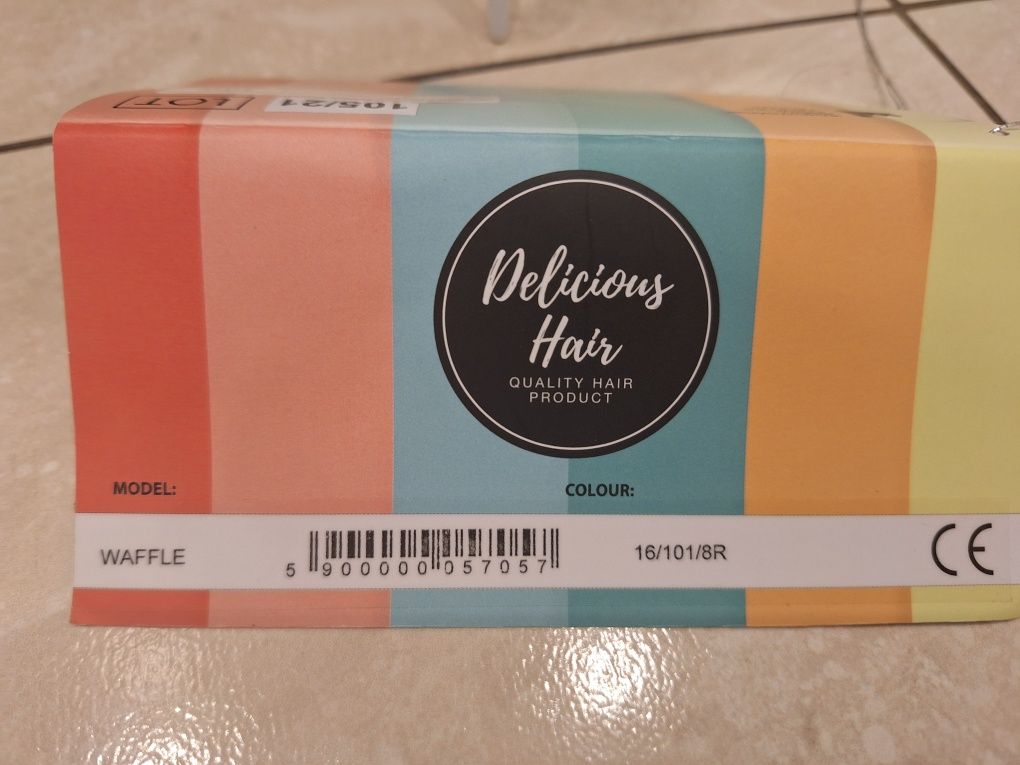 LOT
105/21
Delicious
Hair
QUALITY HAIR
PRODUCT
MODEL:
COLOUR:
WAFFLE
5 900000 057057
16/101/8R
CE